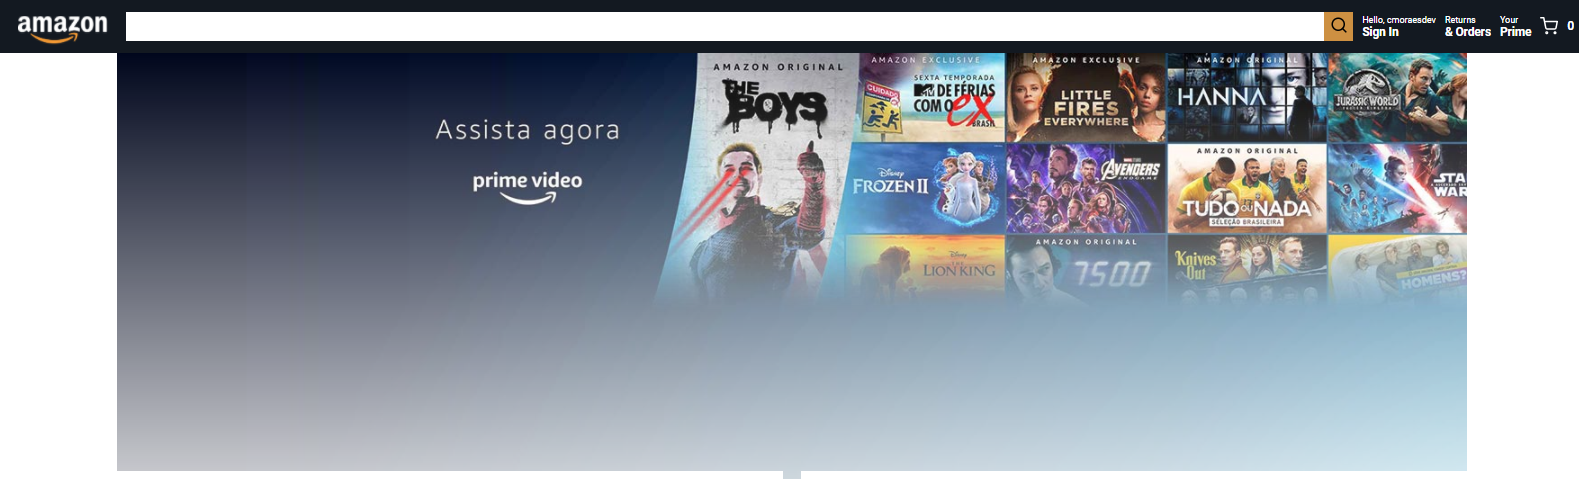 amazon
Hello, cmoraesdev
Sign In
Returns
& Orders
Your
Prime
0
Assista agora
prime video
AMAZON ORIGINAL
THE BOYS
AMAZON EXCLUSIVE
SEXTA TEMPORADA
CUIDADO
MTV DE FÉRIAS
COM O ex
BRASIL
AMAZON EXCLUSIVE
LITTLE
FIRES
EVERYWHERE
AMAZON ORIGINAL
HANNA
JURASSIC WORLD
Disney
FROZEN II
AVENGERS
ENDGAME
AMAZON ORIGINAL
TUDO OU NADA
SELEÇÃO BRASILEIRA
STAR
WAR
Disney
THE
LION KING
AMAZON ORIGINAL
7500
Knives
Out
HOMENS?